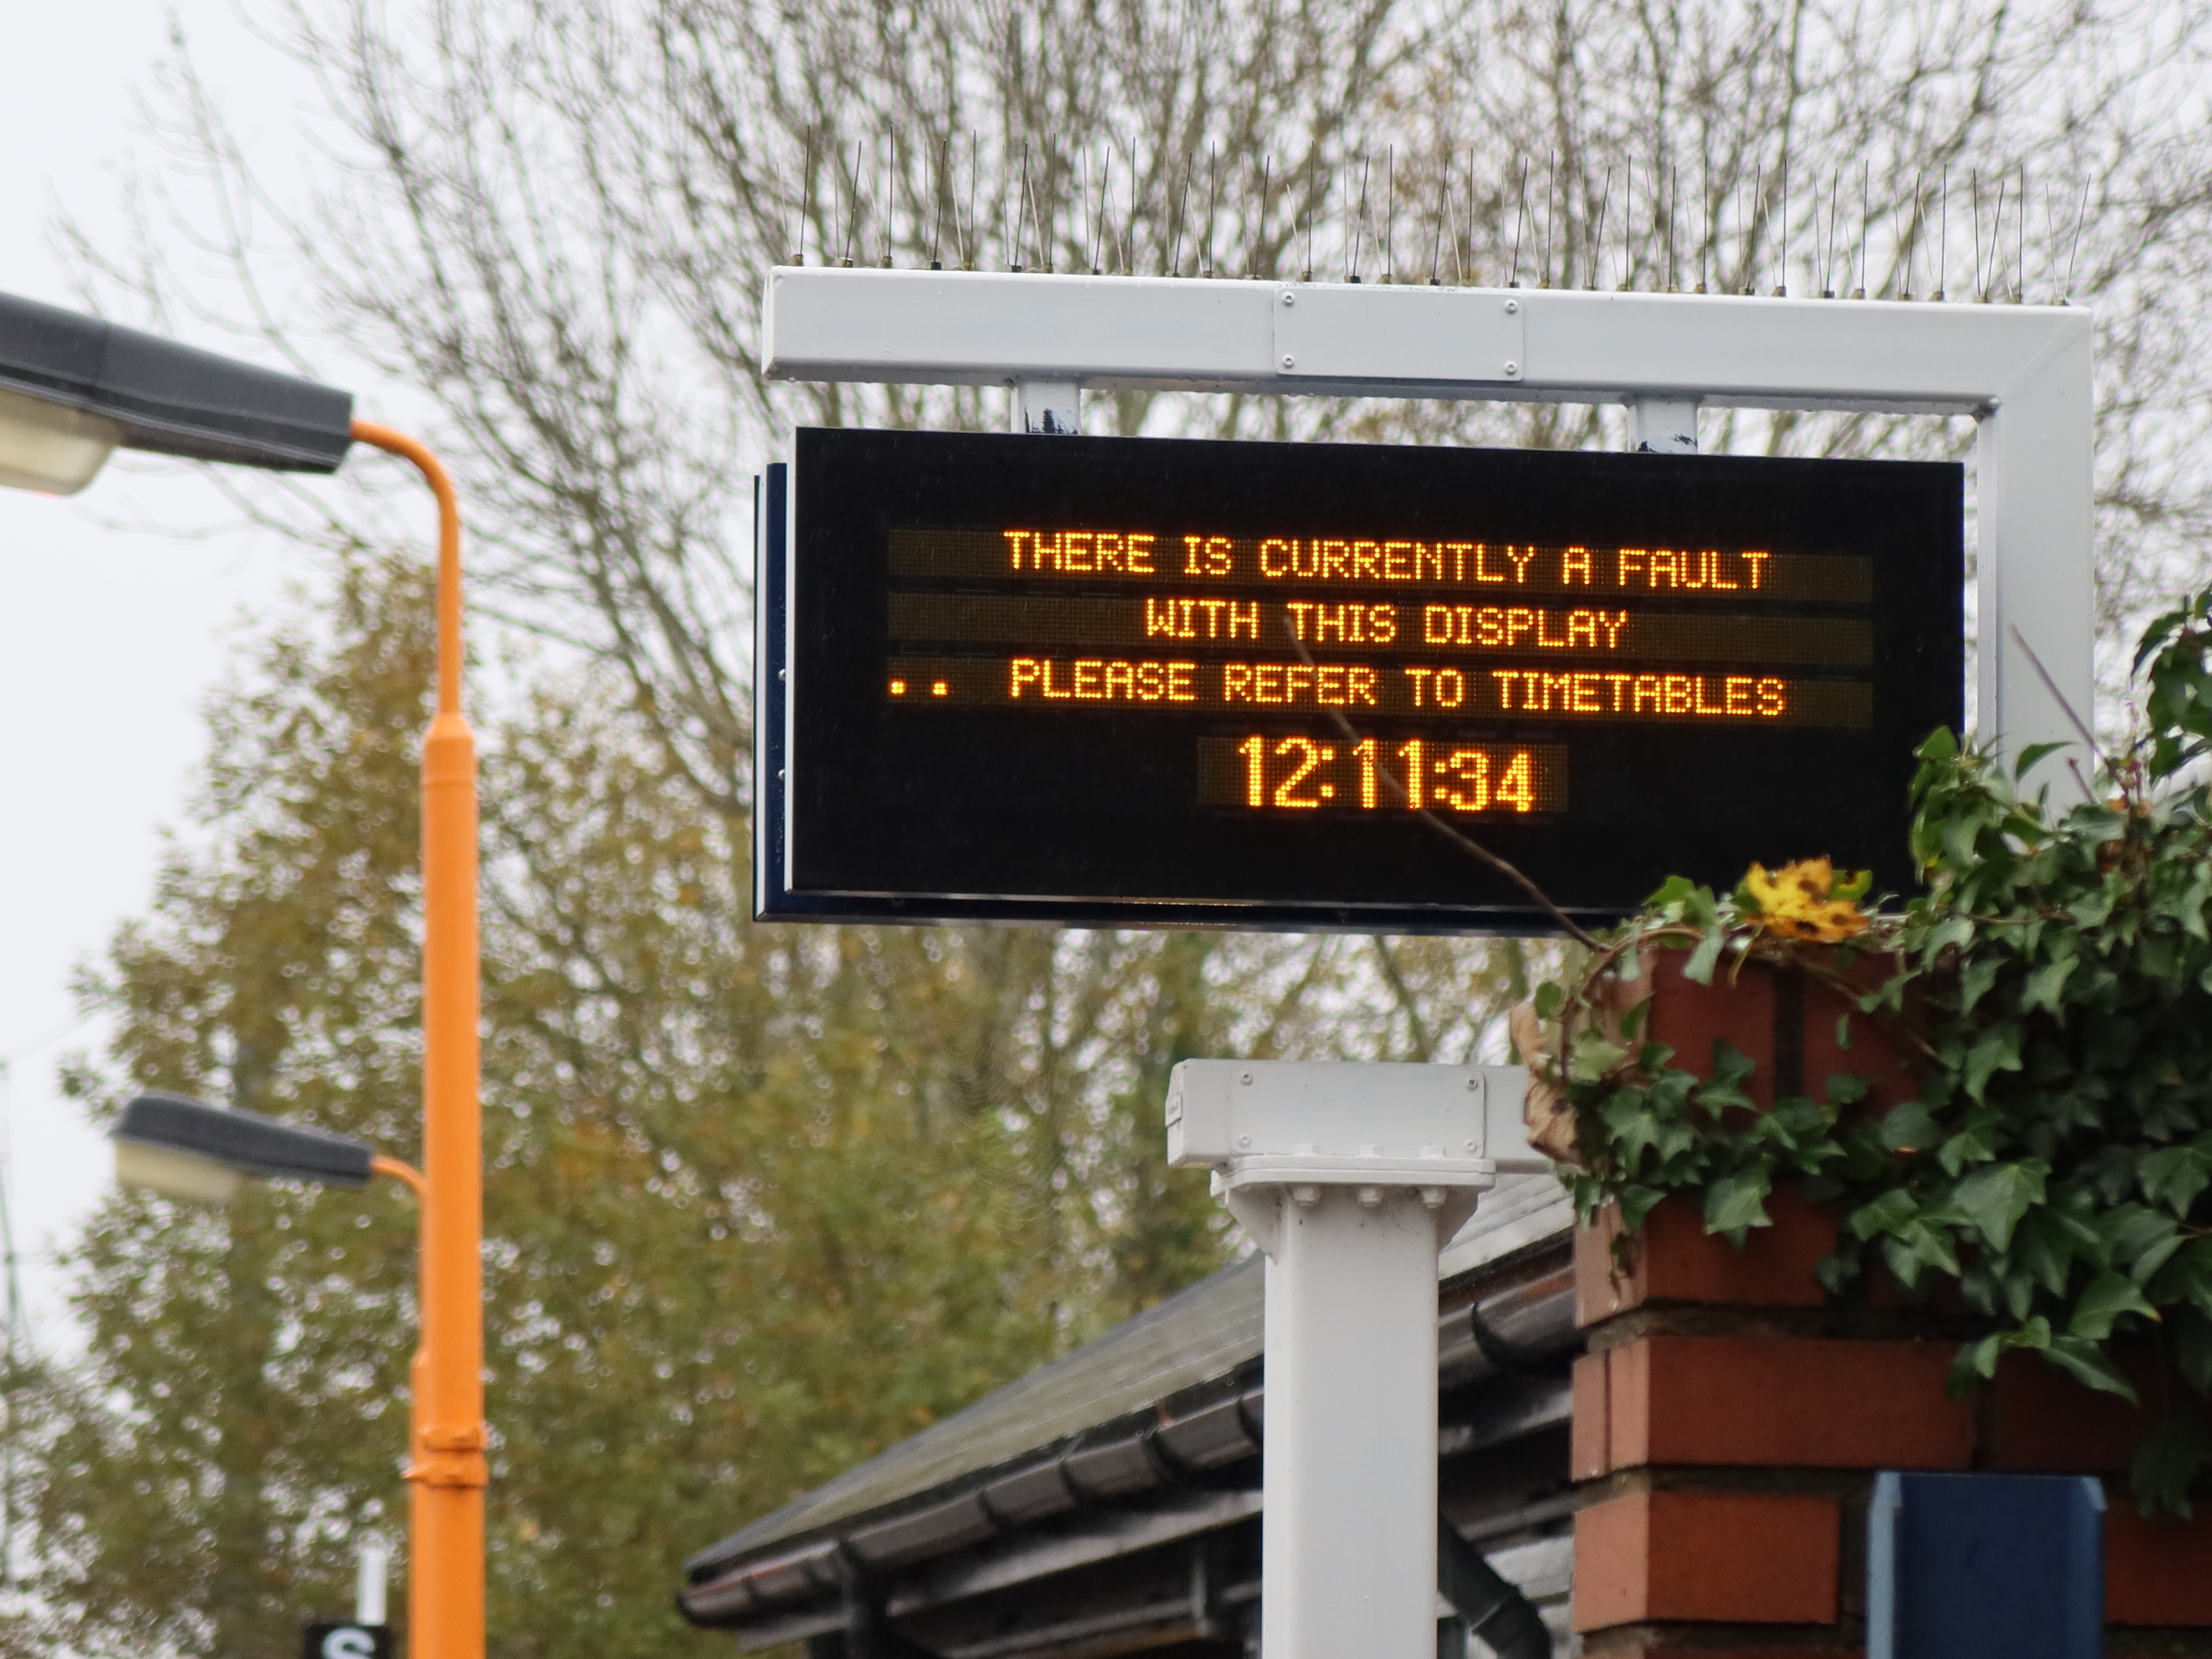 THERE IS CURRENTLY A FAULT
WITH THIS DISPLAY
.. PLEASE REFER TO TIMETABLES
12:11:34
S